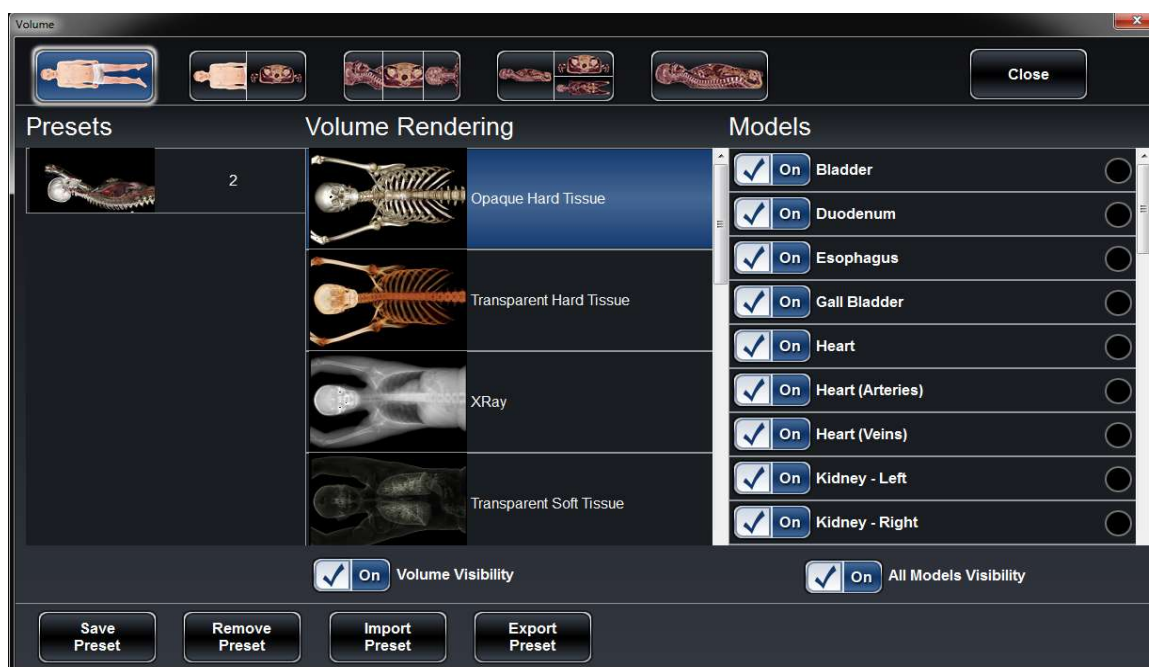 Volume
Close
Presets
Volume Rendering
Models
2
Opaque Hard Tissue
Transparent Hard Tissue
XRay
Transparent Soft Tissue
On Bladder
On Duodenum
On Esophagus
On Gall Bladder
On Heart
On Heart (Arteries)
On Heart (Veins)
On Kidney - Left
On Kidney - Right
On Volume Visibility
On All Models Visibility
Save
Preset
Remove
Preset
Import
Preset
Export
Preset